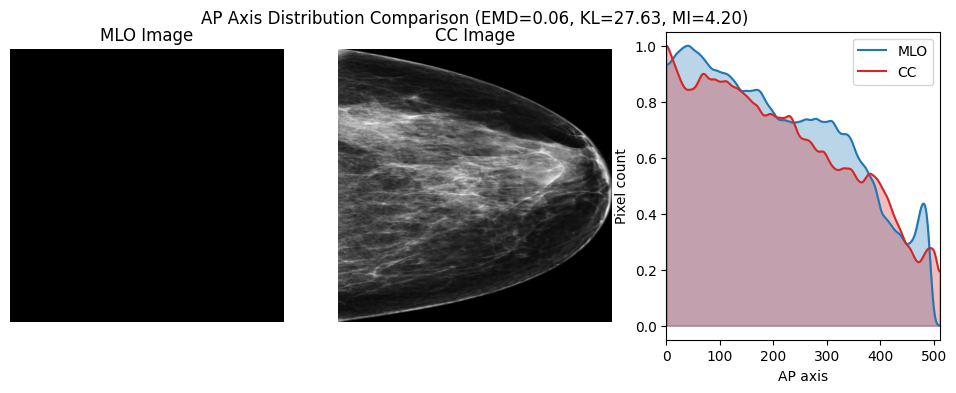 AP Axis Distribution Comparison (EMD=0.06, KL=27.63, MI=4.20)
MLO Image
CC Image
1.0
0.8
0.6
0.4
0.2
0.0
Pixel count
MLO
CC
0 100 200 300 400 500
AP axis